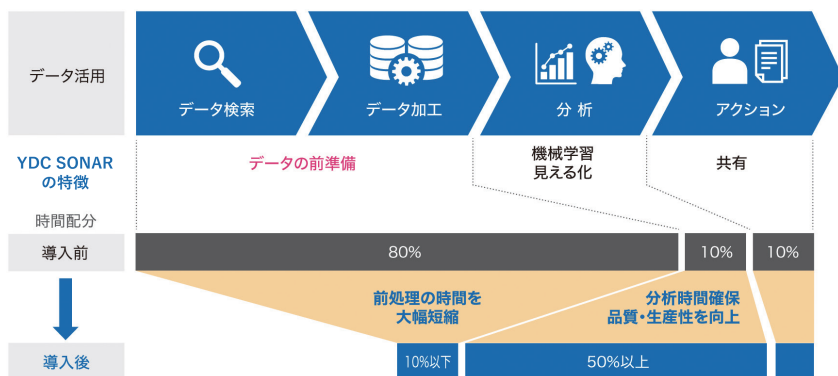 データ活用
データ検索
データ加工
分析
アクション
YDC SONAR
の特徴
データの前準備
機械学習
見える化
共有
時間配分
導入前
80%
10%
10%
前処理の時間を
大幅短縮
分析時間確保
品質・生産性を向上
導入後
10%以下
50%以上